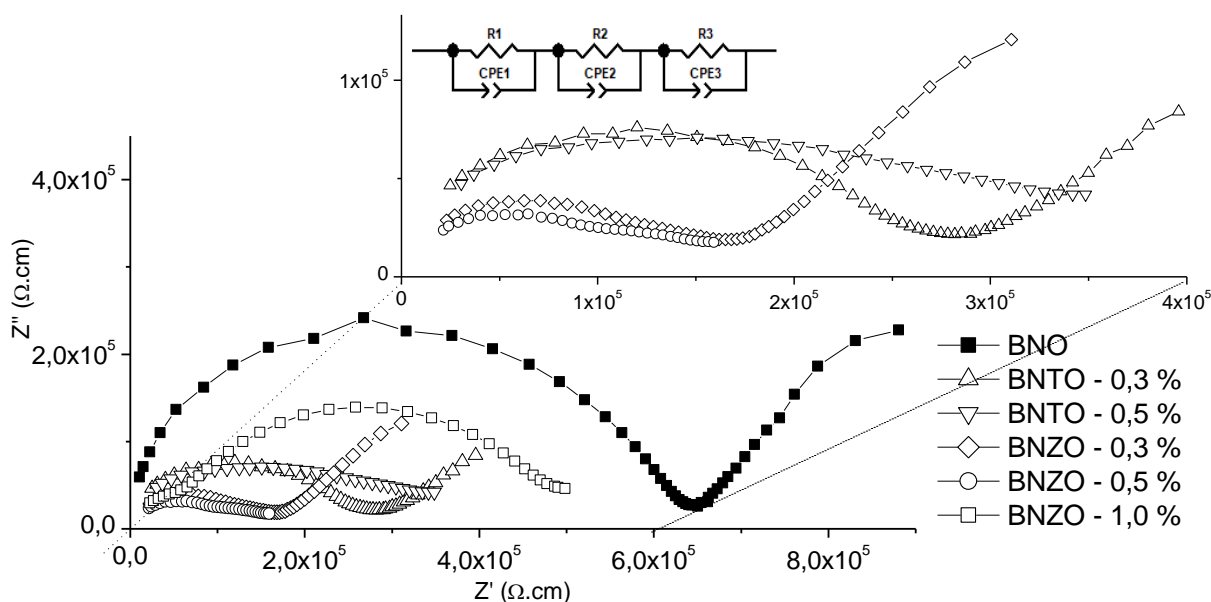 R1 R2 R3
CPE1 CPE2 CPE3
1x10⁵
0
0 1x10⁵ 2x10⁵ 3x10⁵ 4x10⁵
Z'' (Ω.cm)
4,0x10⁵
2,0x10⁵
0,0
0,0 2,0x10⁵ 4,0x10⁵ 6,0x10⁵ 8,0x10⁵
Z' (Ω.cm)
BNO
BNTO - 0,3 %
BNTO - 0,5 %
BNZO - 0,3 %
BNZO - 0,5 %
BNZO - 1,0 %